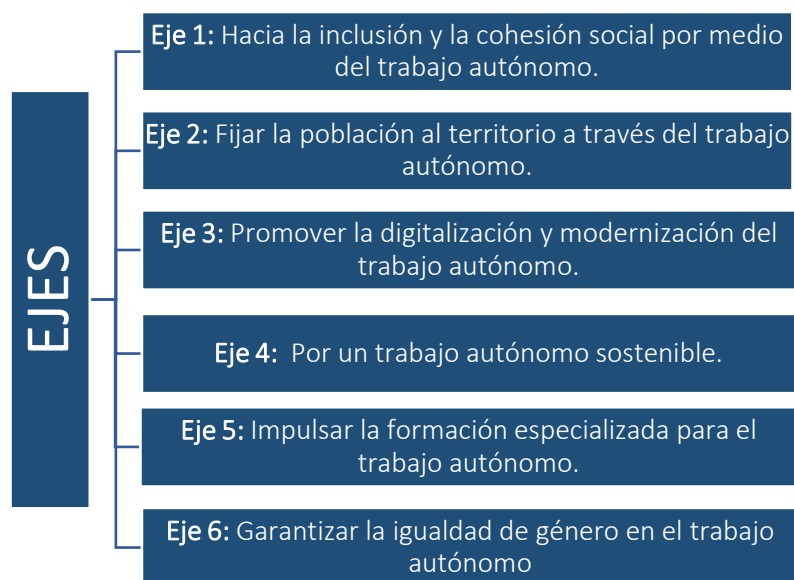 EJES
Eje 1: Hacia la inclusión y la cohesión social por medio
del trabajo autónomo.
Eje 2: Fijar la población al territorio a través del trabajo
autónomo.
Eje 3: Promover la digitalización y modernización del
trabajo autónomo.
Eje 4: Por un trabajo autónomo sostenible.
Eje 5: Impulsar la formación especializada para el
trabajo autónomo.
Eje 6: Garantizar la igualdad de género en el trabajo
autónomo